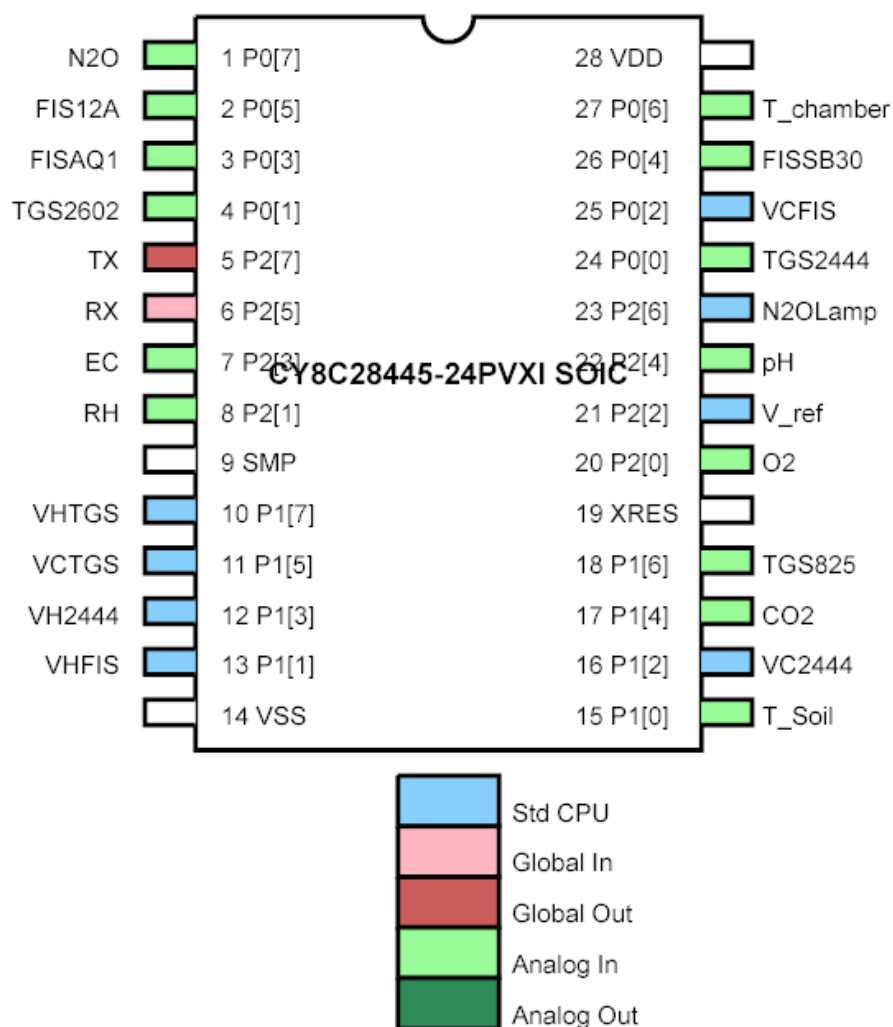 N2O 1 P0[7] 28 VDD
FIS12A 2 P0[5] 27 P0[6] T_chamber
FISAQ1 3 P0[3] 26 P0[4] FISSB30
TGS2602 4 P0[1] 25 P0[2] VCFIS
TX 5 P2[7] 24 P0[0] TGS2444
RX 6 P2[5] 23 P2[6] N2OLamp
EC 7 P2[3] 22 P2[4] pH
CY8C28445-24PVXI SOIC
RH 8 P2[1] 21 P2[2] V_ref
9 SMP 20 P2[0] O2
VHTGS 10 P1[7] 19 XRES
VCTGS 11 P1[5] 18 P1[6] TGS825
VH2444 12 P1[3] 17 P1[4] CO2
VHFIS 13 P1[1] 16 P1[2] VC2444
14 VSS 15 P1[0] T_Soil
Std CPU
Global In
Global Out
Analog In
Analog Out